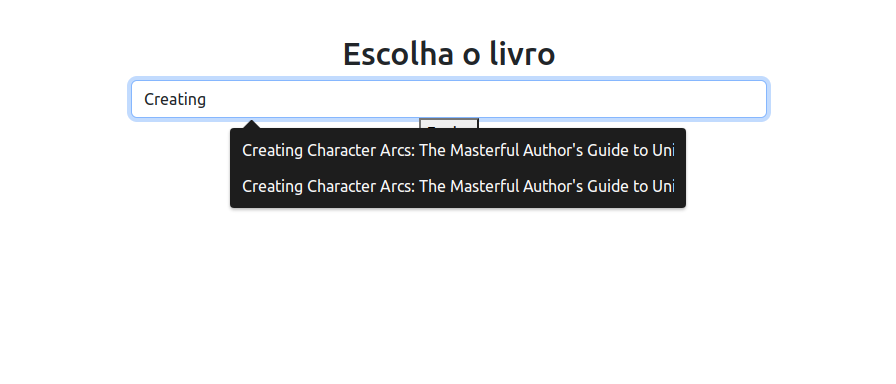 Escolha o livro
Creating
Creating Character Arcs: The Masterful Author's Guide to Uni
Creating Character Arcs: The Masterful Author's Guide to Uni